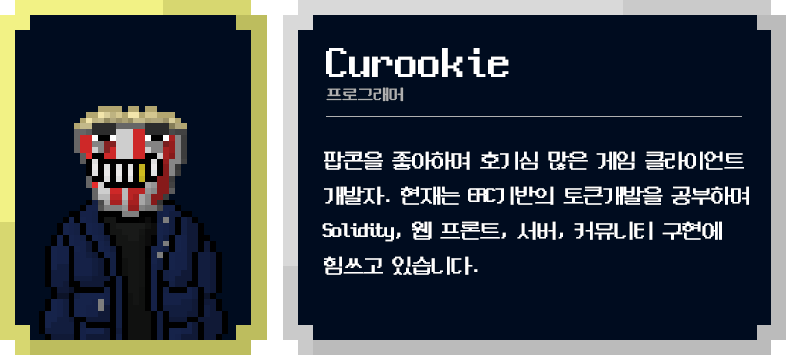 Curookie
프로그래머
팝콘을 좋아하며 호기심 많은 게임 클라이언트
개발자. 현재는 ERC기반의 토큰개발을 공부하며
Solidity, 웹 프론트, 서버, 커뮤니티 구현에
힘쓰고 있습니다.